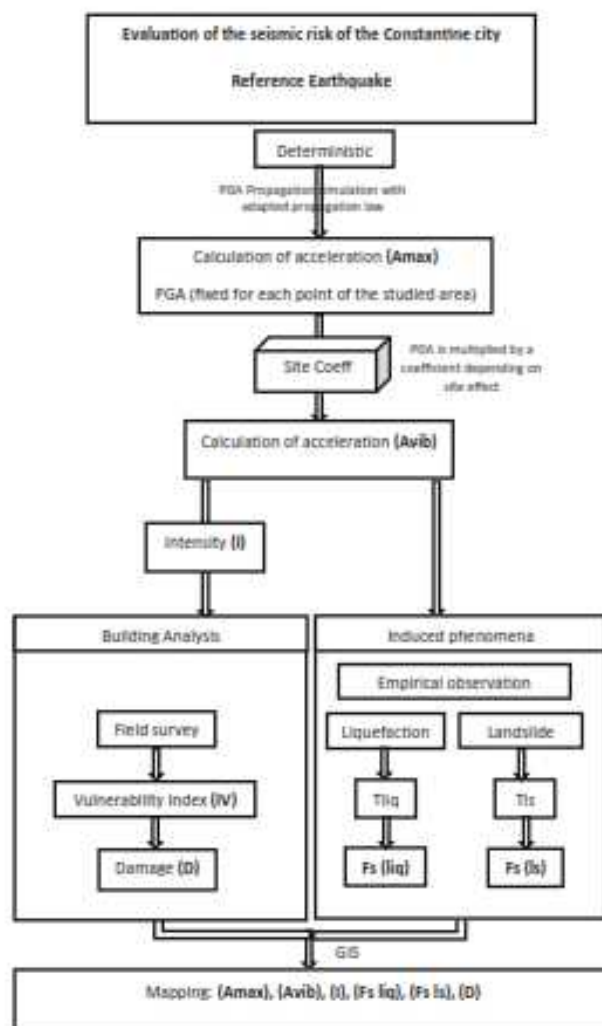 Evaluation of the seismic risk of the Constantine city
Reference Earthquake
Deterministic
PGA Propagation simulation with
adapted propagation law
Calculation of acceleration (Amax)
PGA (fixed for each point of the studied area)
Site Coeff
PGA is multiplied by a
coefficient depending on
site effect
Calculation of acceleration (Avib)
Intensity (I)
Building Analysis
Induced phenomena
Empirical observation
Field survey
Liquefaction
Landslide
Vulnerability Index (IV)
Tliq
Tls
Damage (D)
Fs (liq)
Fs (ls)
GIS
Mapping: (Amax), (Avib), (I), (Fs liq), (Fs ls), (D)